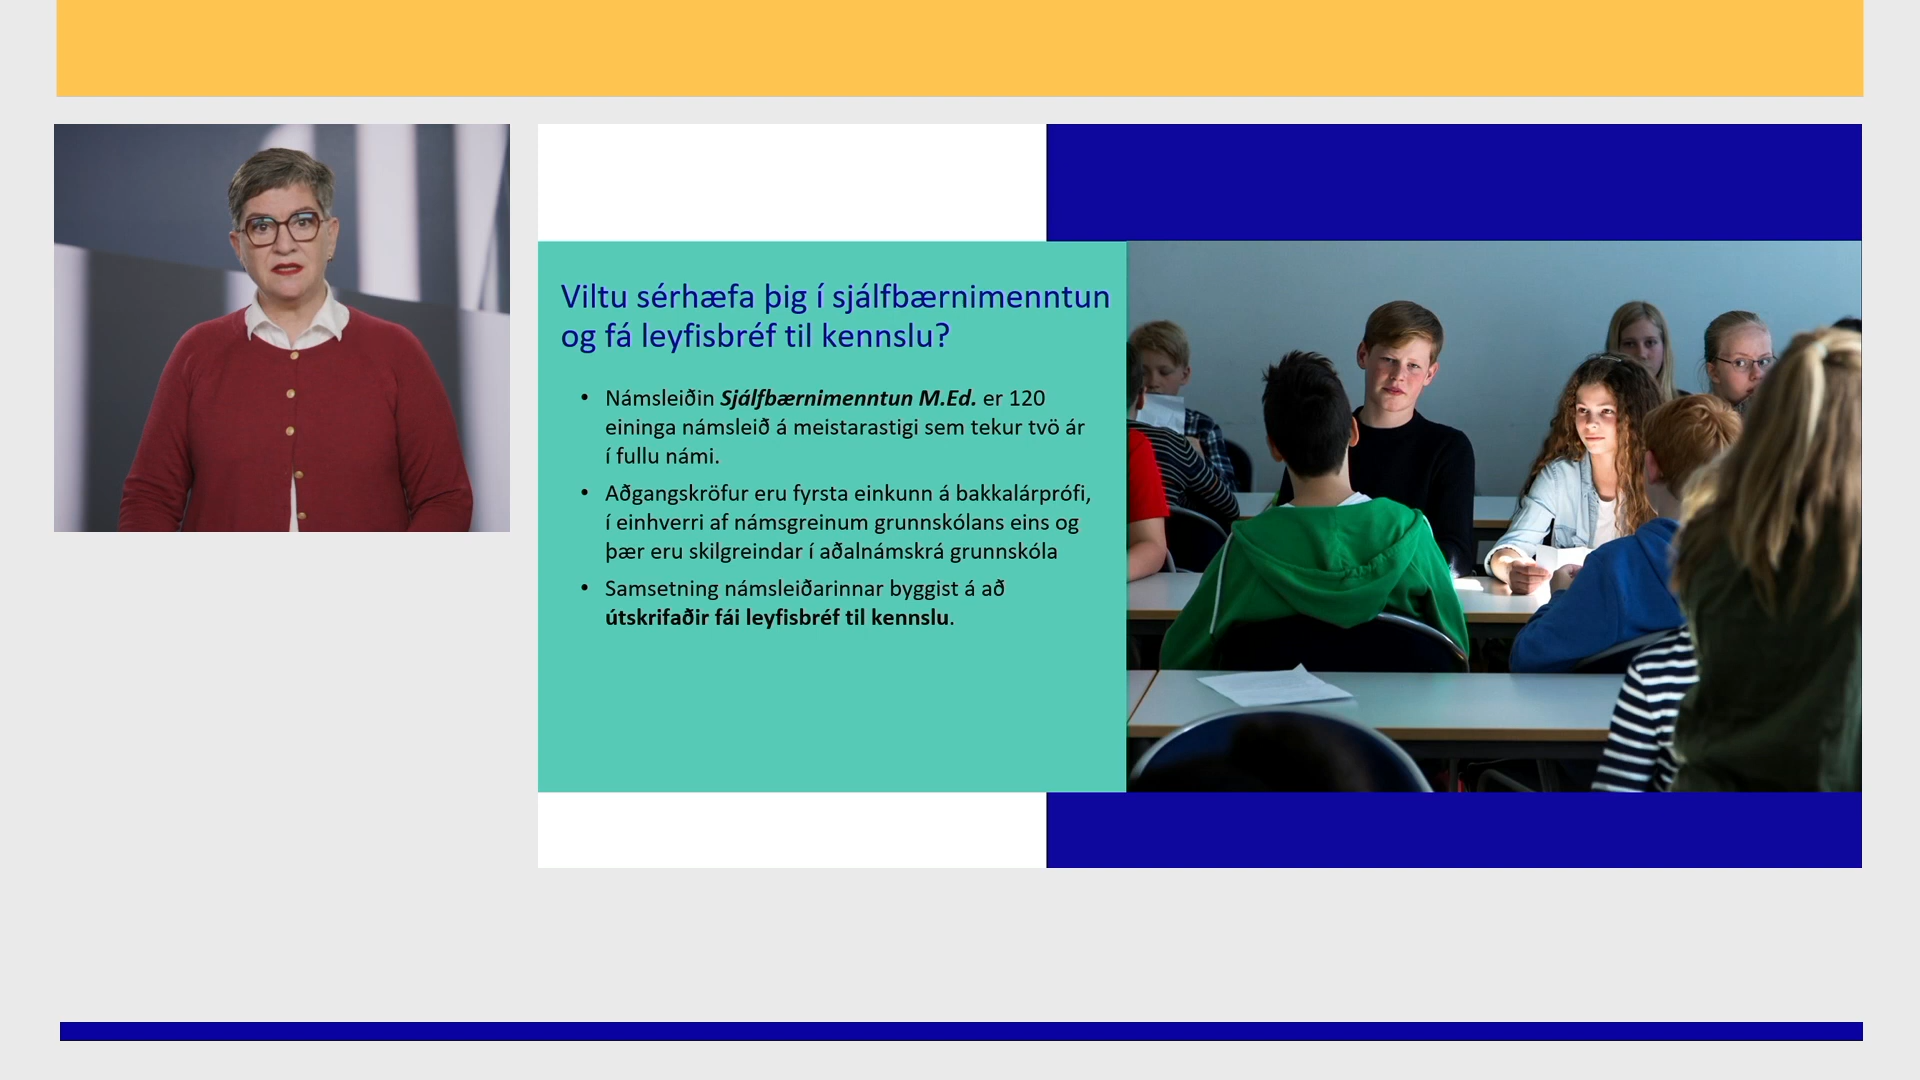 Viltu sérhæfa þig í sjálfbærnimenntun
og fá leyfisbréf til kennslu?
• Námsleiðin Sjálfbærnimenntun M.Ed. er 120
eininga námsleið á meistarastigi sem tekur tvö ár
í fullu námi.
• Aðgangskröfur eru fyrsta einkunn á bakkalárprófi,
í einhverri af námsgreinum grunnskólans eins og
þær eru skilgreindar í aðalnámskrá grunnskóla
• Samsetning námsleiðarinnar byggist á að
útskrifaðir fái leyfisbréf til kennslu.